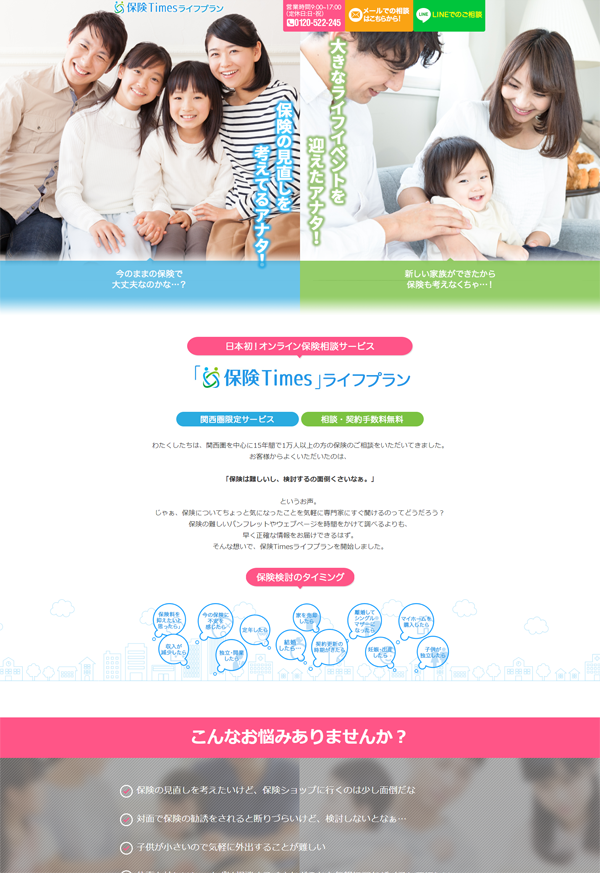 保険Timesライフプラン
営業時間9:00~17:00
(定休日日・祝)
0120-522-245
メールでの相談
はこちらから!
LINE
LINEでのご相談
保険の見直しを
考えてるアナタ!
大きなライフイベントを
迎えたアナタ!
今のままの保険で
大丈夫なのかな…?
新しい家族ができたから
保険も考えなくちゃ…!
日本初!オンライン保険相談サービス
「保険Times」ライフプラン
関西圏限定サービス
相談・契約手数料無料
わたくしたちは、関西圏を中心に15年間で1万人以上の方の保険のご相談をいただいてきました。
お客様からよくいただいたのは、
「保険は難しいし、検討するの面倒くさいなぁ。」
というお声。
じゃぁ、保険についてちょっと気になったことを気軽に専門家にすぐ聞けるのってどうだろう?
保険の難しいパンフレットやウェブページを時間をかけて調べるよりも、
早く正確な情報をお届けできるはず。
そんな想いで、保険Timesライフプランを開始しました。
保険検討のタイミング
保険料を
抑えたいと
思ったら
今の保険に
不安を
感じたら
定年したら
家を売却
したら
離婚して
シングル
マザーに
なったら
マイホームを
購入したら
収入が
減少したら
独立・開業
したら
結婚
したら…
契約更新の
時期がきたら
妊娠・出産
したら
子供が
独立したら
こんなお悩みありませんか?
保険の見直しを考えたいけど、保険ショップに行くのは少し面倒だな
対面で保険の勧誘をされると断りづらいけど、検討しないとなぁ…
子供が小さいので気軽に外出することが難しい